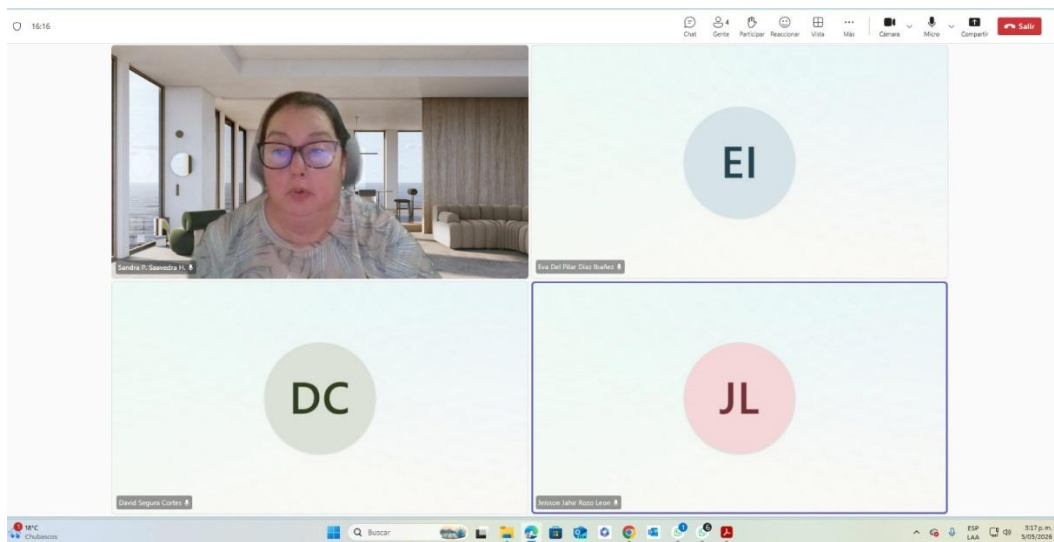 16:16
4
Chat
Gente
Participar
Reaccionar
Vista
Más
Cámara
Micro
Compartir
Salir
Sandra P. Saavedra H.
EI
Eva Del Pilar Diaz Ibañez
DC
David Segura Cortes
JL
Jeisson Jahir Rozo Leon
18°C
Chubascos
Buscar
ESP
LAA
3:17 p.m.
5/05/2026